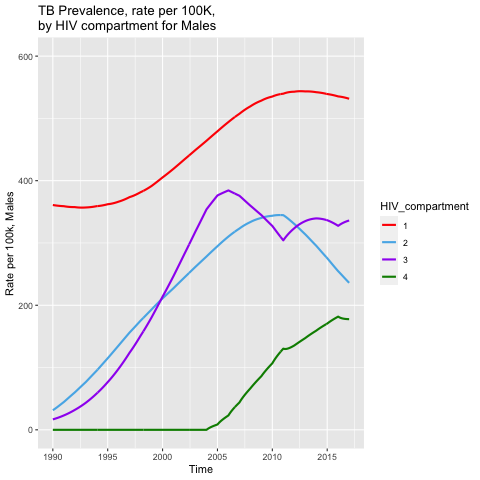 TB Prevalence, rate per 100K,
by HIV compartment for Males
600
400
200
0
Rate per 100k, Males
1990 1995 2000 2005 2010 2015
Time
HIV_compartment
1
2
3
4